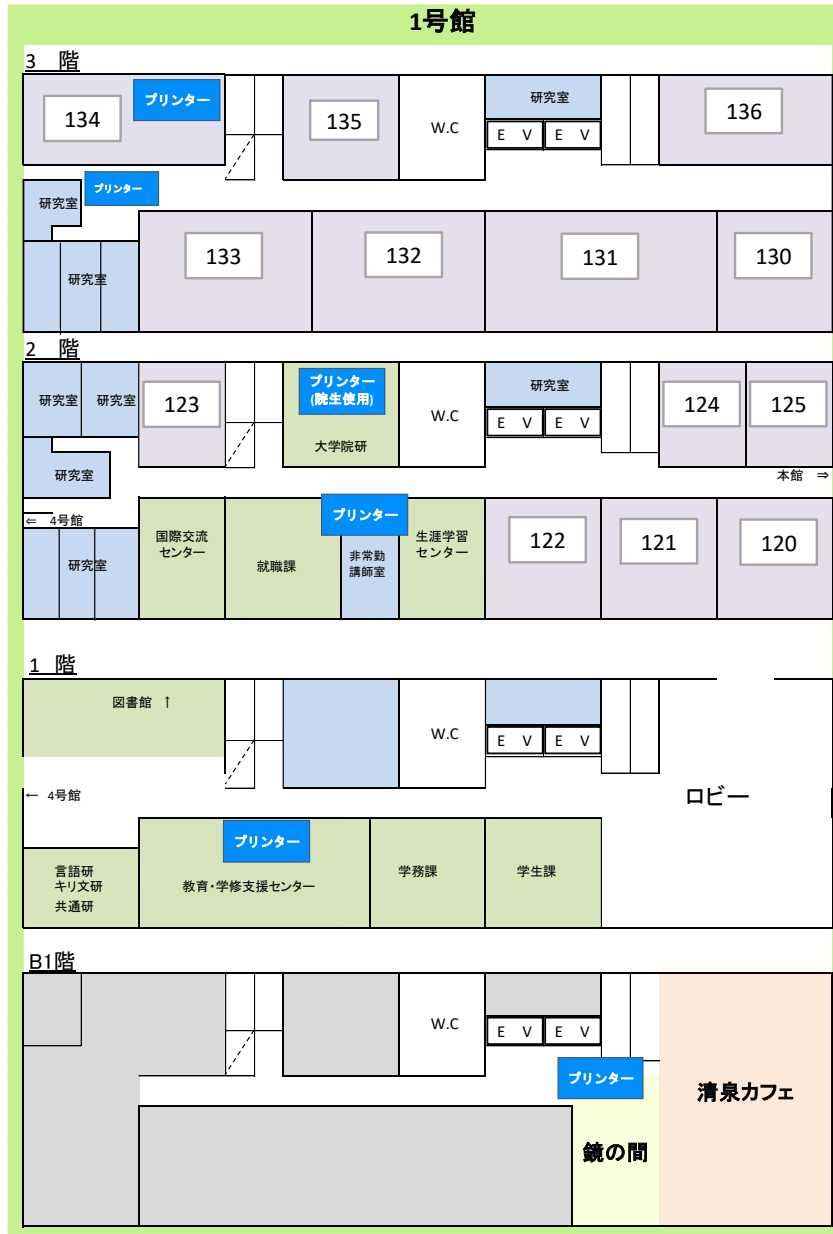 1号館
3 階
134
プリンター
135
W.C
研究室
E V E V
136
研究室
プリンター
研究室
133
132
131
130
2 階
研究室 研究室
123
プリンター
(院生使用)
大学院研
W.C
研究室
E V E V
124
125
研究室
本館 ⇒
⇐ 4号館
研究室
国際交流
センター
就職課
プリンター
非常勤
講師室
生涯学習
センター
122
121
120
1 階
図書館 ↑
W.C
E V E V
← 4号館
ロビー
言語研
キリ文研
共通研
プリンター
教育・学修支援センター
学務課
学生課
B1階
W.C
E V E V
プリンター
清泉カフェ
鏡の間